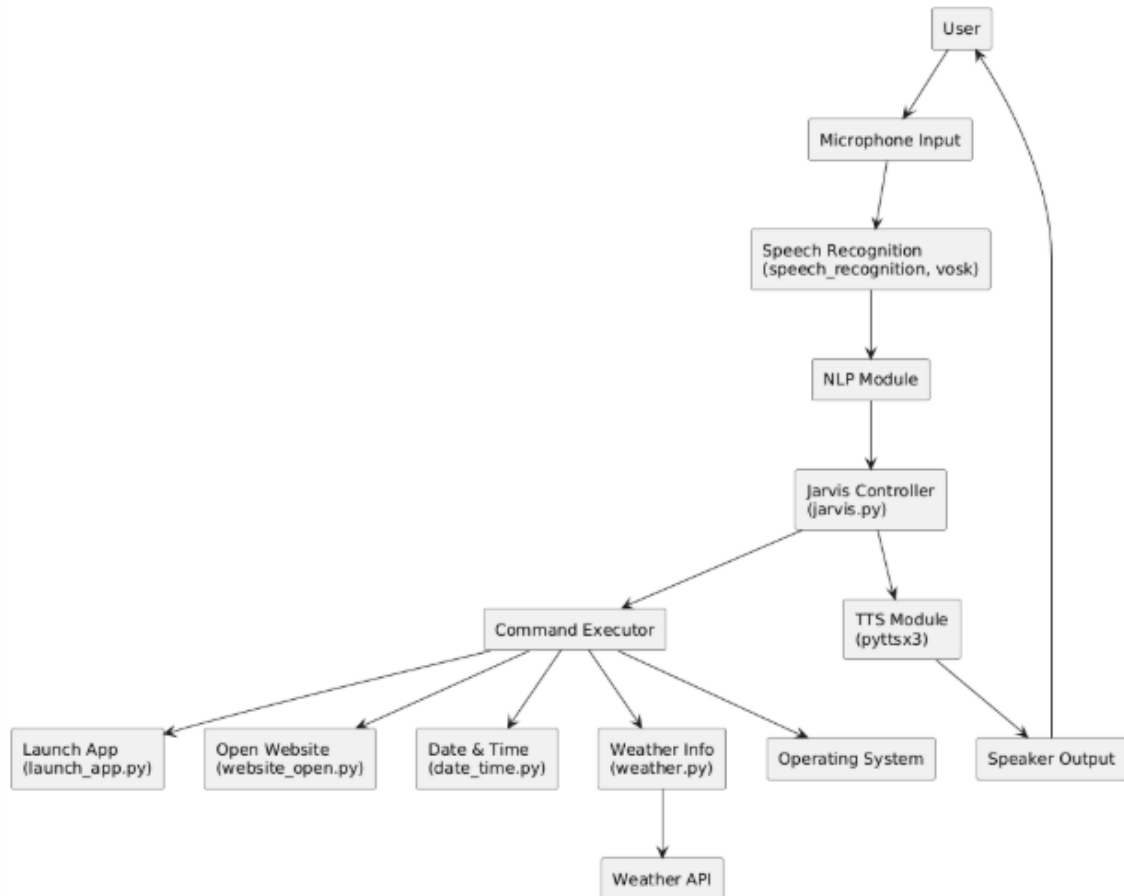 User
Microphone Input
Speech Recognition
(speech_recognition, vosk)
NLP Module
Jarvis Controller
(jarvis.py)
Command Executor
TTS Module
(pyttsx3)
Launch App
(launch_app.py)
Open Website
(website_open.py)
Date & Time
(date_time.py)
Weather Info
(weather.py)
Operating System
Speaker Output
Weather API